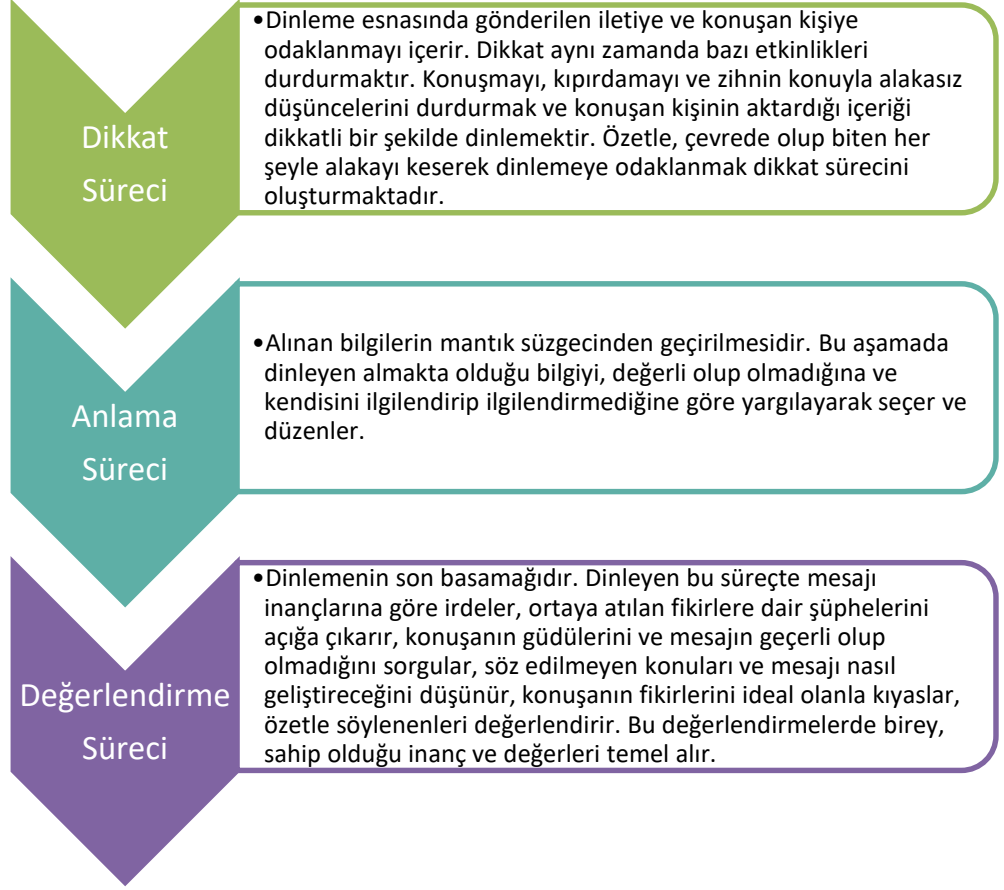 Dikkat
Süreci
•Dinleme esnasında gönderilen iletiye ve konuşan kişiye
odaklanmayı içerir. Dikkat aynı zamanda bazı etkinlikleri
durdurmaktır. Konuşmayı, kıpırdamayı ve zihnin konuyla alakasız
düşüncelerini durdurmak ve konuşan kişinin aktardığı içeriği
dikkatli bir şekilde dinlemektir. Özetle, çevrede olup biten her
şeyle alakayı keserek dinlemeye odaklanmak dikkat sürecini
oluşturmaktadır.
Anlama
Süreci
•Alınan bilgilerin mantık süzgecinden geçirilmesidir. Bu aşamada
dinleyen almakta olduğu bilgiyi, değerli olup olmadığına ve
kendisini ilgilendirip ilgilendirmediğine göre yargılayarak seçer ve
düzenler.
Değerlendirme
Süreci
•Dinlemenin son basamağıdır. Dinleyen bu süreçte mesajı
inançlarına göre irdeler, ortaya atılan fikirlere dair şüphelerini
açığa çıkarır, konuşanın güdülerini ve mesajın geçerli olup
olmadığını sorgular, söz edilmeyen konuları ve mesajı nasıl
geliştireceğini düşünür, konuşanın fikirlerini ideal olanla kıyaslar,
özetle söylenenleri değerlendirir. Bu değerlendirmelerde birey,
sahip olduğu inanç ve değerleri temel alır.